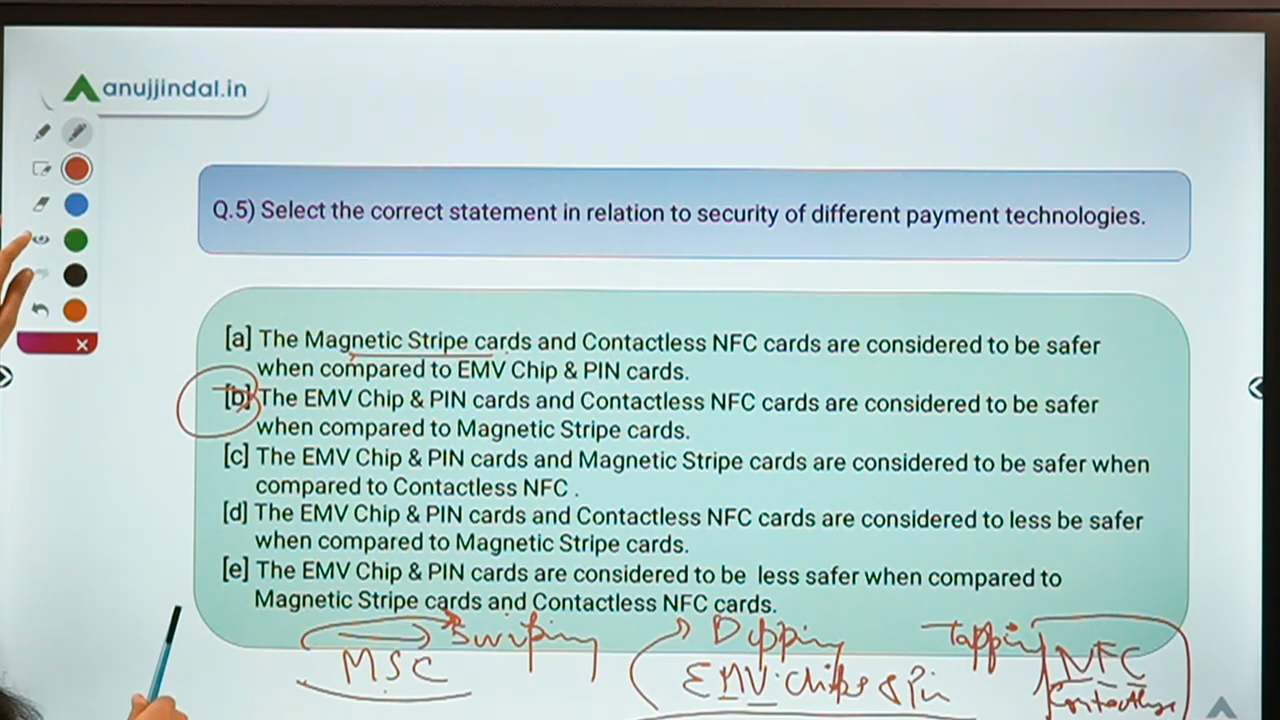 anujjindal.in
Q.5) Select the correct statement in relation to security of different payment technologies.
[a] The Magnetic Stripe cards and Contactless NFC cards are considered to be safer
when compared to EMV Chip & PIN cards.
[b] The EMV Chip & PIN cards and Contactless NFC cards are considered to be safer
when compared to Magnetic Stripe cards.
[c] The EMV Chip & PIN cards and Magnetic Stripe cards are considered to be safer when
compared to Contactless NFC .
[d] The EMV Chip & PIN cards and Contactless NFC cards are considered to less be safer
when compared to Magnetic Stripe cards.
[e] The EMV Chip & PIN cards are considered to be less safer when compared to
Magnetic Stripe cards and Contactless NFC cards.
Swiping Dipping Tapping
MSC EMV & Pin NFC